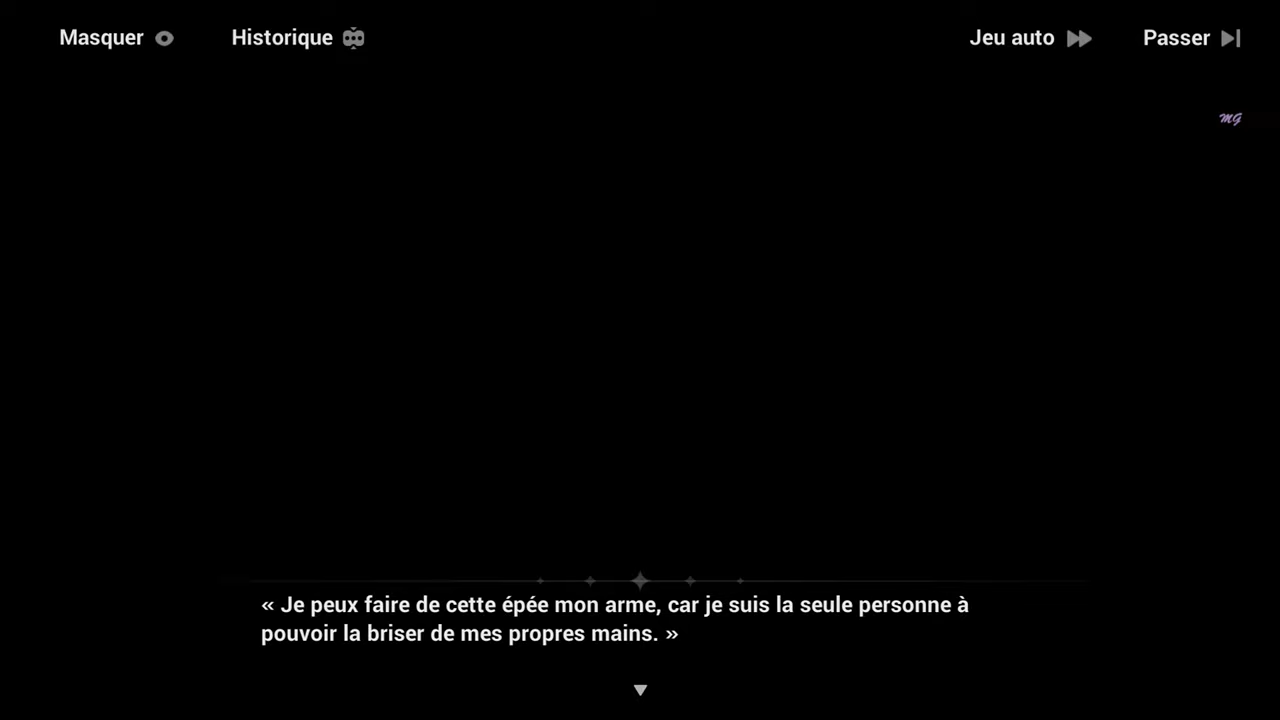 Masquer
Historique
Jeu auto
Passer
MG
« Je peux faire de cette épée mon arme, car je suis la seule personne à
pouvoir la briser de mes propres mains. »